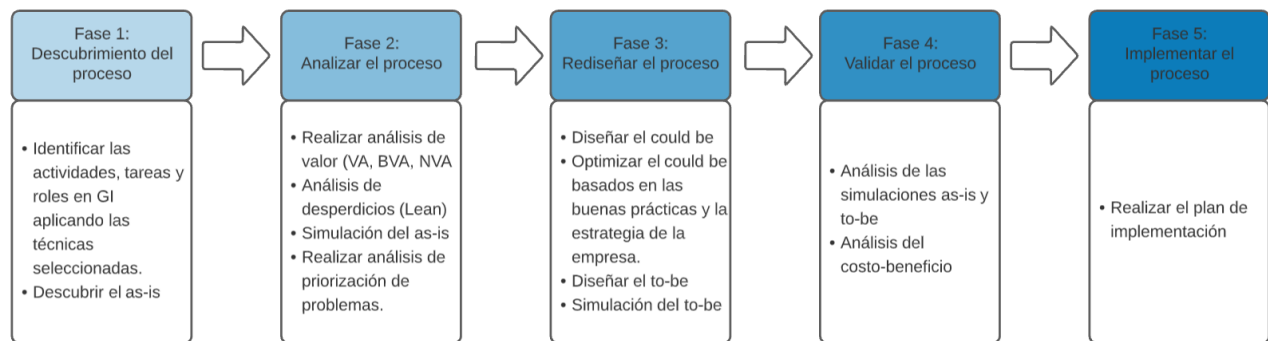 Fase 1:
Descubrimiento del
proceso
• Identificar las
actividades, tareas y
roles en GI
aplicando las
técnicas
seleccionadas.
• Descubrir el as-is
Fase 2:
Analizar el proceso
• Realizar análisis de
valor (VA, BVA, NVA
• Análisis de
desperdicios (Lean)
• Simulación del as-is
• Realizar análisis de
priorización de
problemas.
Fase 3:
Rediseñar el proceso
• Diseñar el could be
• Optimizar el could be
basados en las
buenas prácticas y la
estrategia de la
empresa.
• Diseñar el to-be
• Simulación del to-be
Fase 4:
Validar el proceso
• Análisis de las
simulaciones as-is y
to-be
• Análisis del
costo-beneficio
Fase 5:
Implementar el
proceso
• Realizar el plan de
implementación